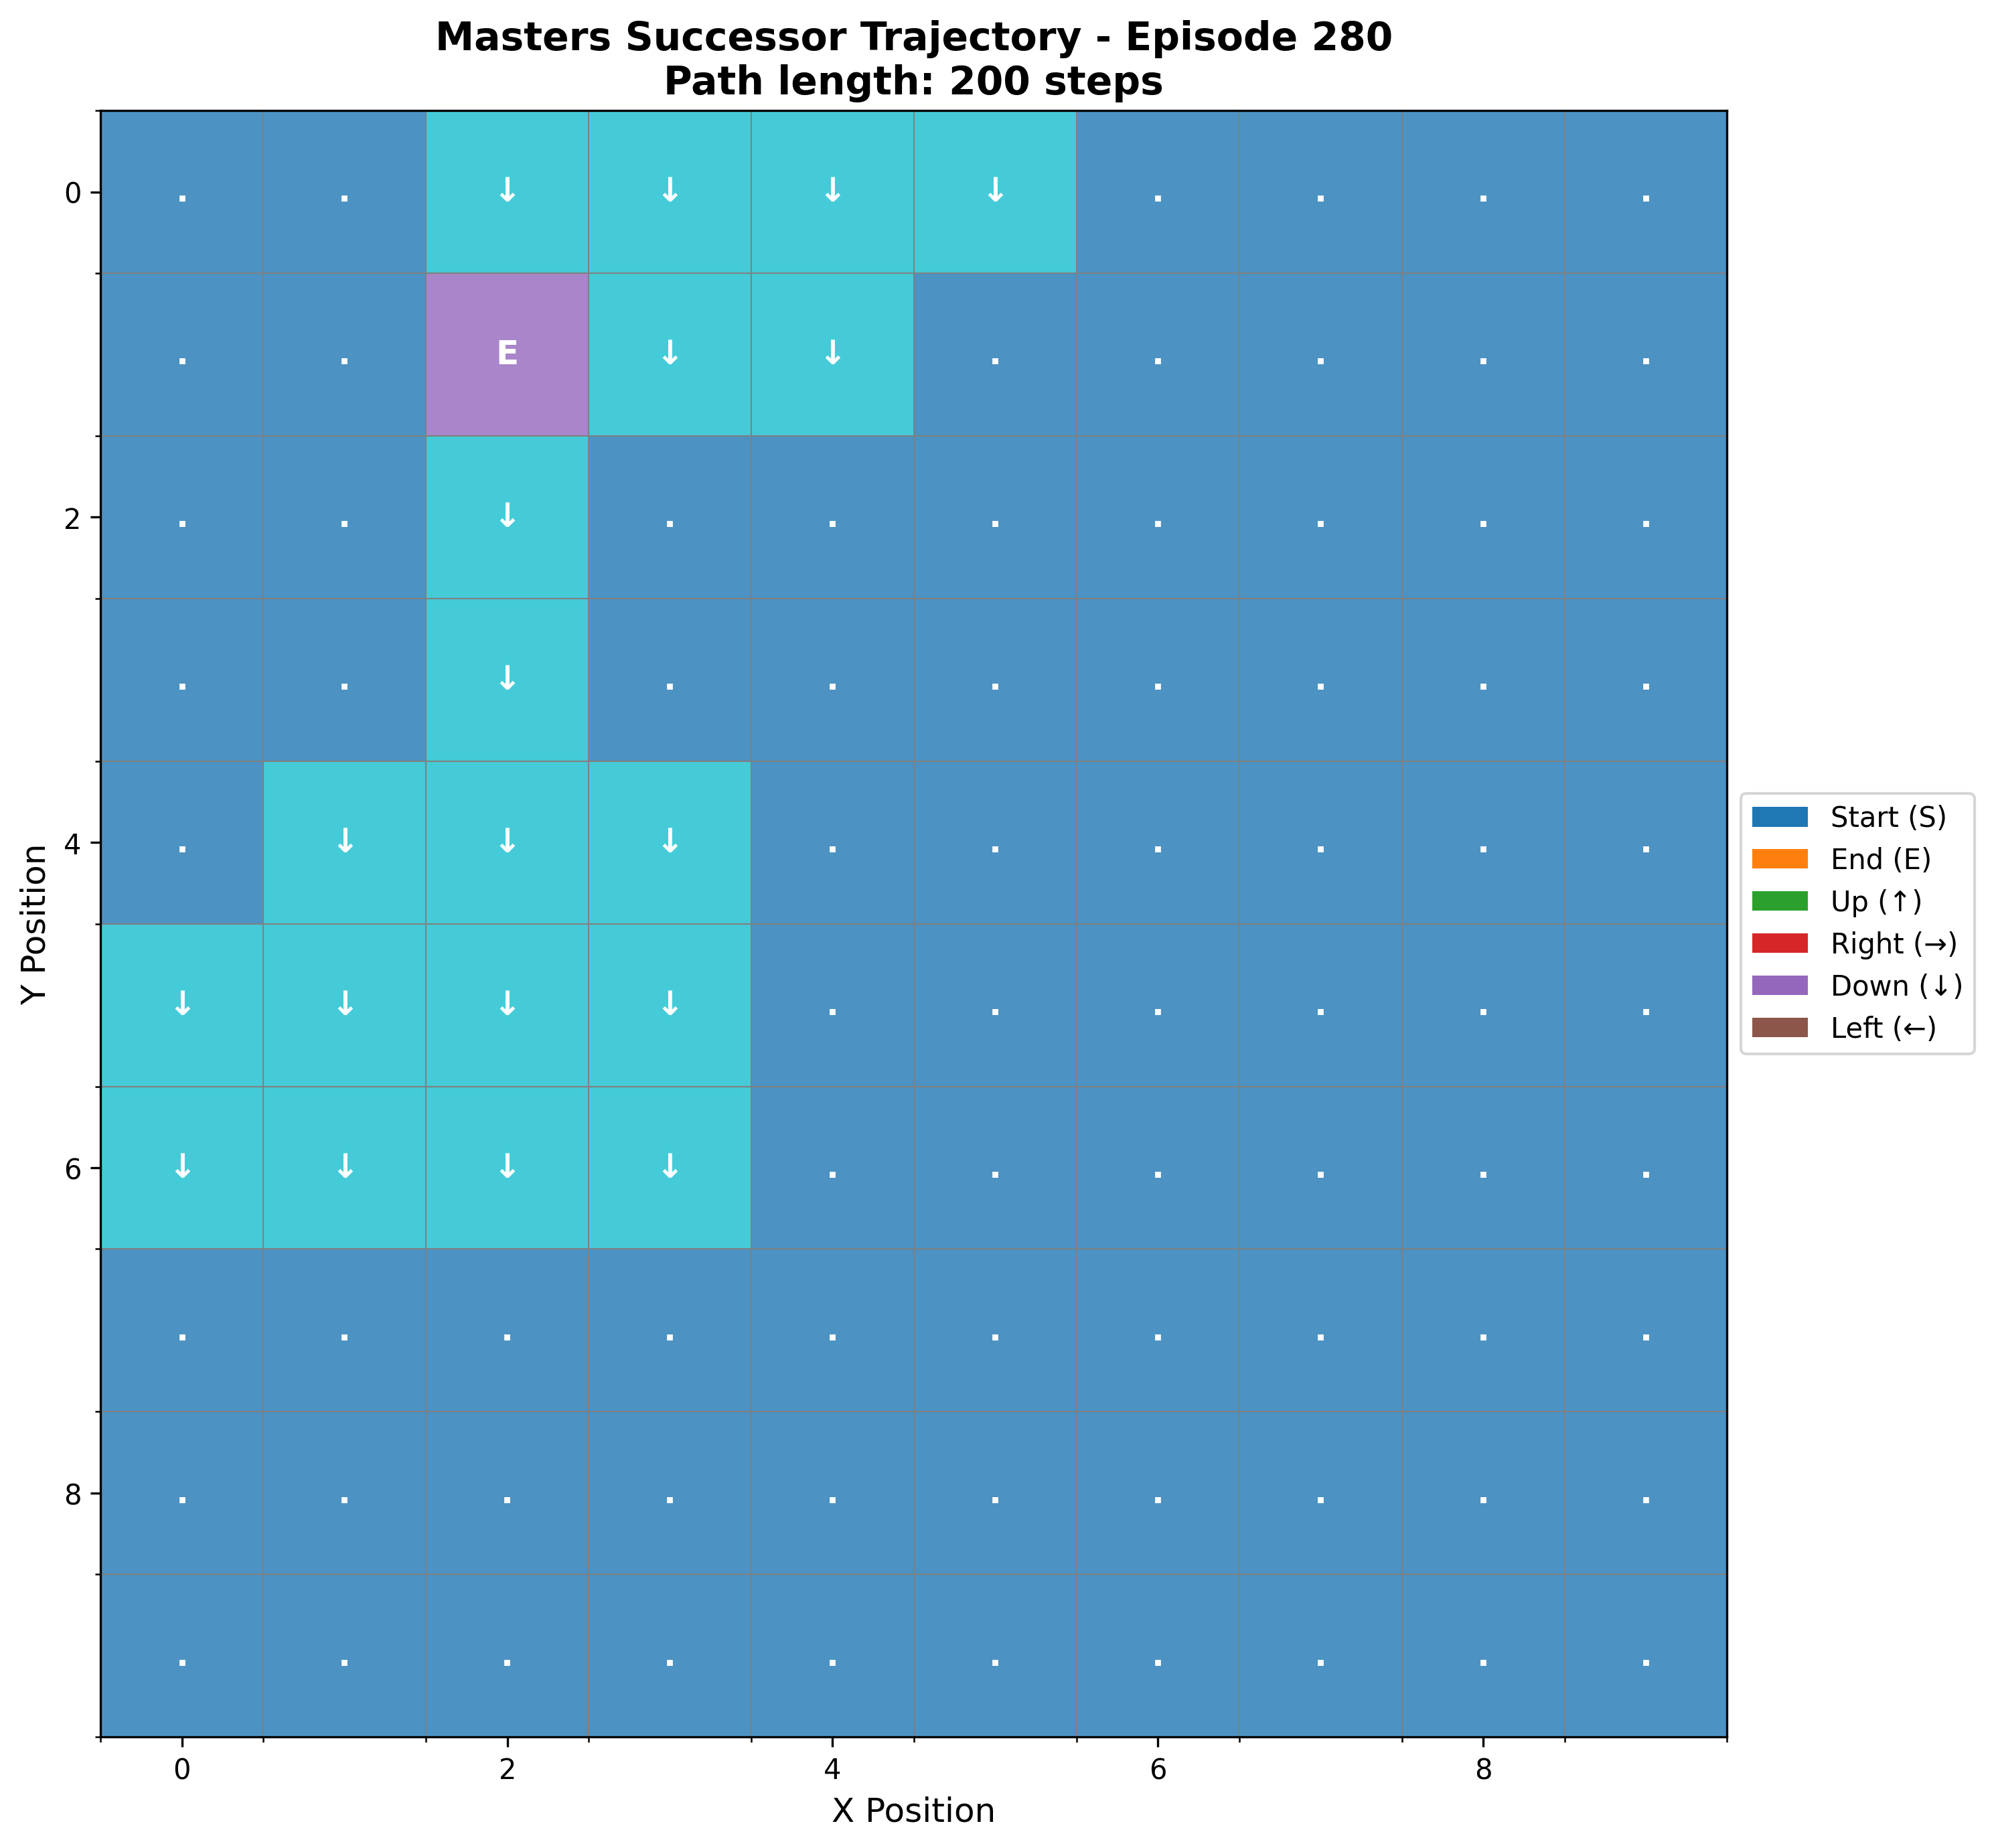 Masters Successor Trajectory - Episode 280
Path length: 200 steps
0 . . ↓ ↓ ↓ ↓ . . . .
. . E ↓ ↓ . . . . .
2 . . ↓ . . . . . . .
. . ↓ . . . . . . .
4 . ↓ ↓ ↓ . . . . . .
↓ ↓ ↓ ↓ . . . . . .
6 ↓ ↓ ↓ ↓ . . . . . .
. . . . . . . . . .
8 . . . . . . . . . .
. . . . . . . . . .
0 2 4 6 8
X Position
Y Position
Start (S)
End (E)
Up (↑)
Right (→)
Down (↓)
Left (←)